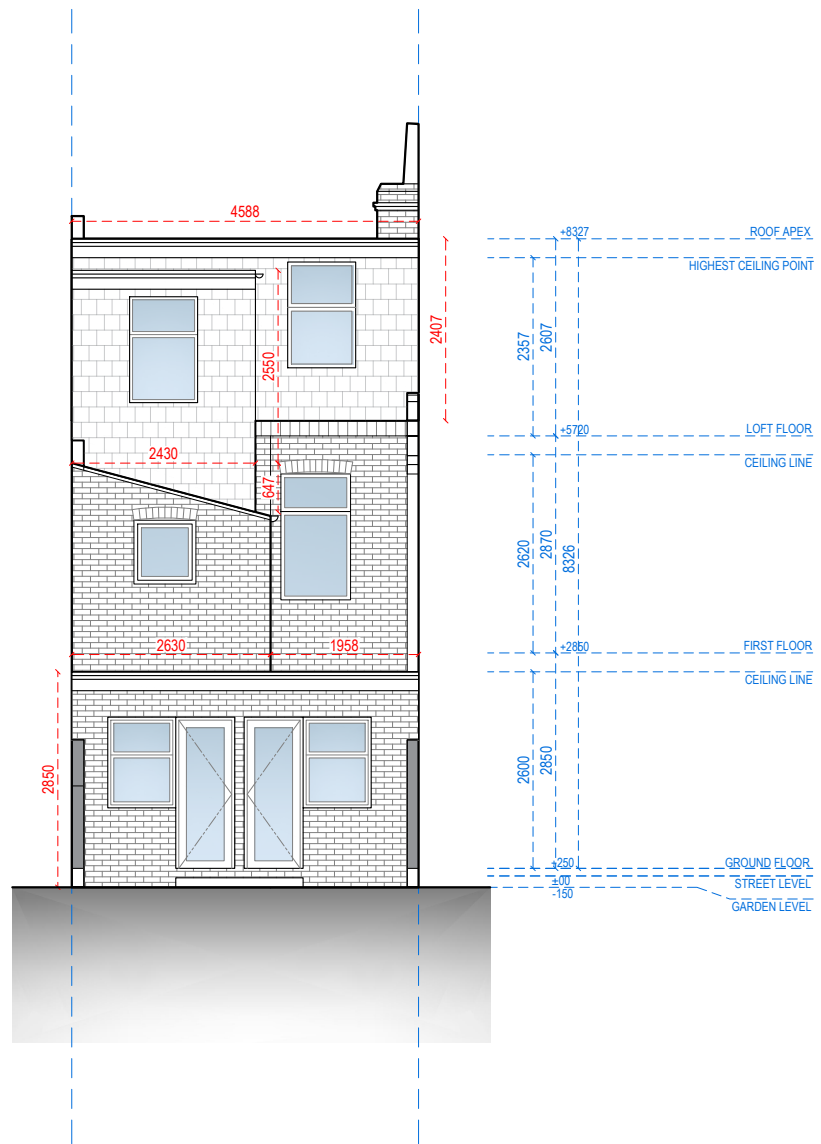 4588
+8327 ROOF APEX
HIGHEST CEILING POINT
2407
2357
2607
2550
+5720 LOFT FLOOR
2430
CEILING LINE
647
2620
2870
8326
2630
1958
+2850 FIRST FLOOR
CEILING LINE
2850
2600
2850
+250 GROUND FLOOR
±00 STREET LEVEL
-150
GARDEN LEVEL